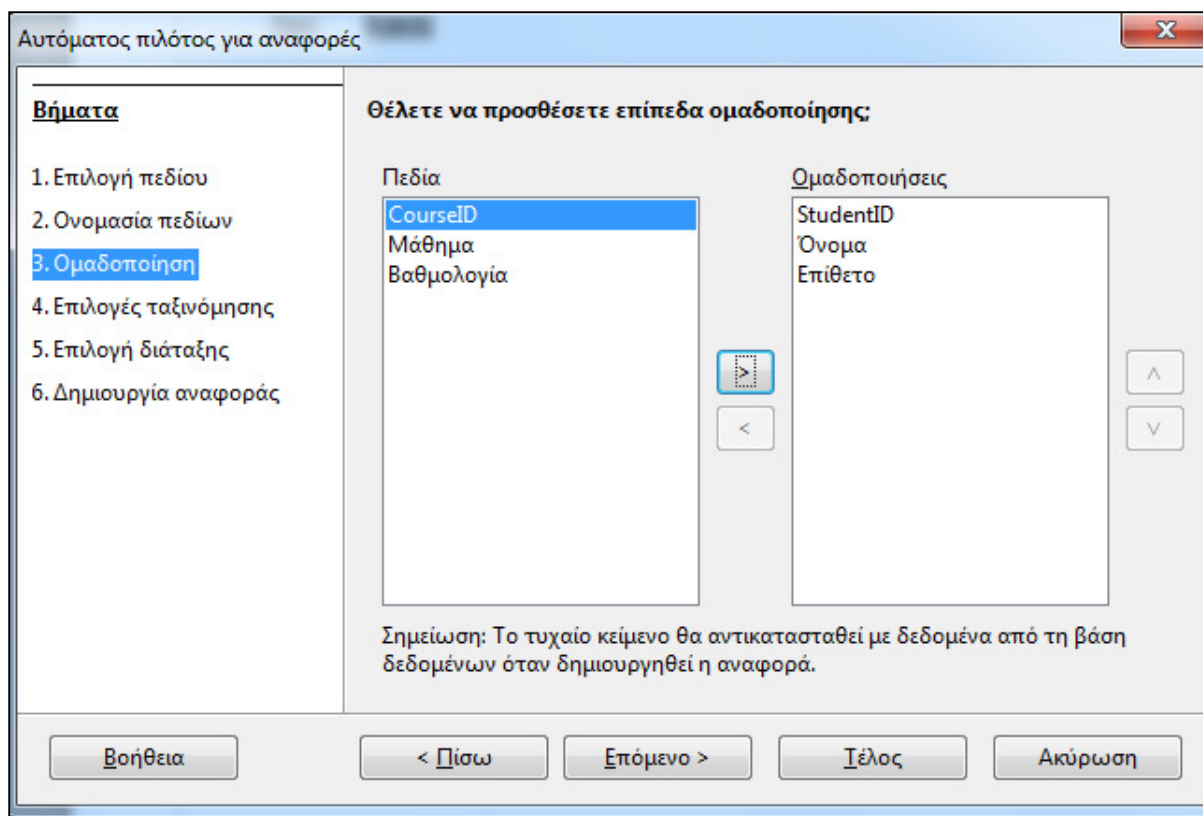 Αυτόματος πιλότος για αναφορές
Βήματα
1. Επιλογή πεδίου
2. Ονομασία πεδίων
3. Ομαδοποίηση
4. Επιλογές ταξινόμησης
5. Επιλογή διάταξης
6. Δημιουργία αναφοράς
Θέλετε να προσθέσετε επίπεδα ομαδοποίησης;
Πεδία
CourseID
Μάθημα
Βαθμολογία
>
<
Ομαδοποιήσεις
StudentID
Όνομα
Επίθετο
Σημείωση: Το τυχαίο κείμενο θα αντικατασταθεί με δεδομένα από τη βάση
δεδομένων όταν δημιουργηθεί η αναφορά.
Βοήθεια
< Πίσω
Επόμενο >
Τέλος
Ακύρωση